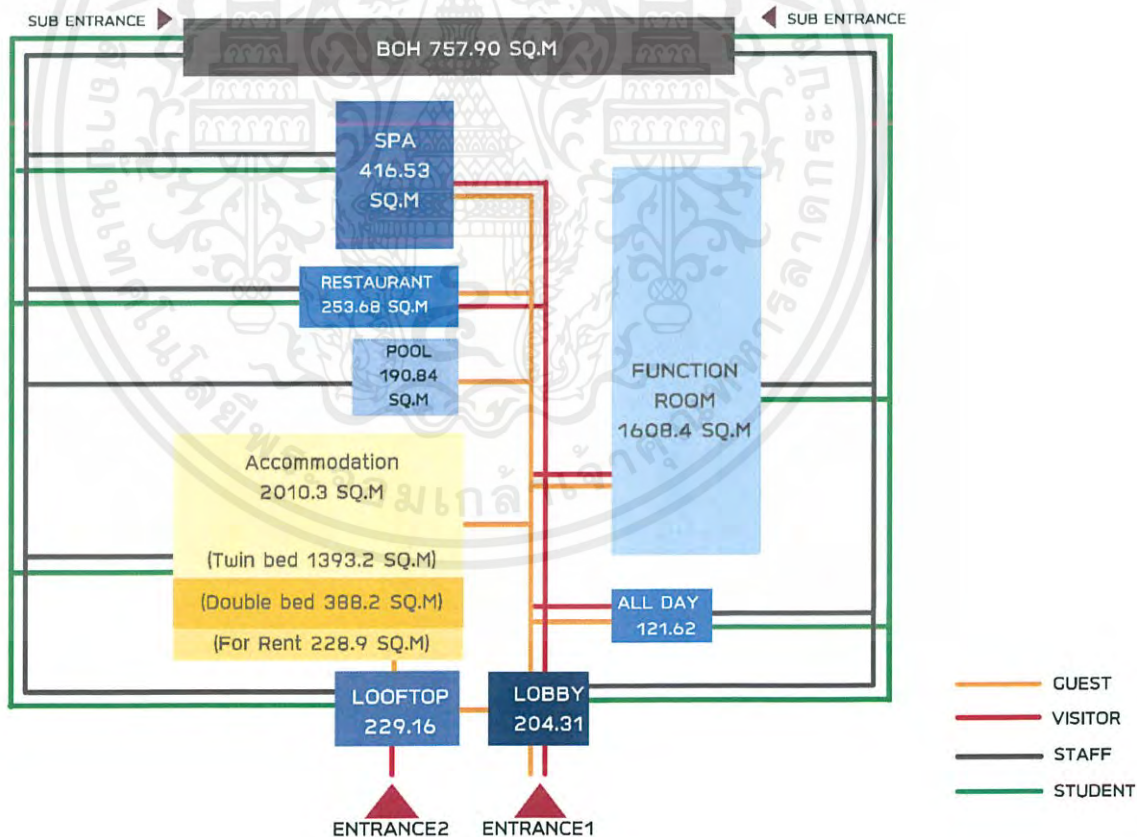 SUB ENTRANCE
SUB ENTRANCE
BOH 757.90 SQ.M
SPA
416.53
SQ.M
RESTAURANT
253.68 SQ.M
POOL
190.84
SQ.M
FUNCTION
ROOM
1608.4 SQ.M
Accommodation
2010.3 SQ.M
(Twin bed 1393.2 SQ.M)
(Double bed 388.2 SQ.M)
(For Rent 228.9 SQ.M)
ALL DAY
121.62
LOOFTOP
229.16
LOBBY
204.31
ENTRANCE2
ENTRANCE1
GUEST
VISITOR
STAFF
STUDENT